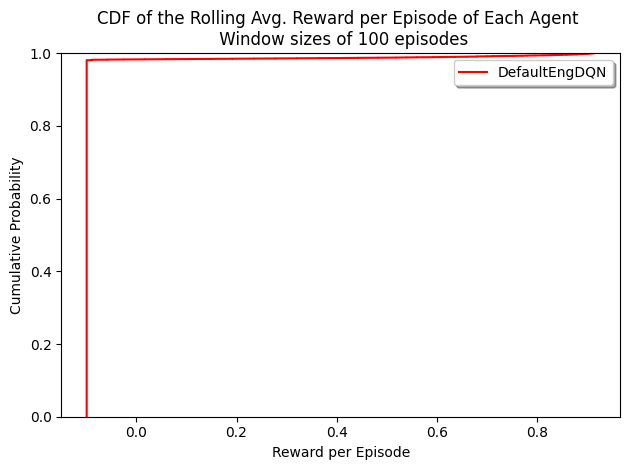 CDF of the Rolling Avg. Reward per Episode of Each Agent
Window sizes of 100 episodes
1.0
0.8
0.6
0.4
0.2
0.0
Cumulative Probability
DefaultEngDQN
0.0 0.2 0.4 0.6 0.8
Reward per Episode